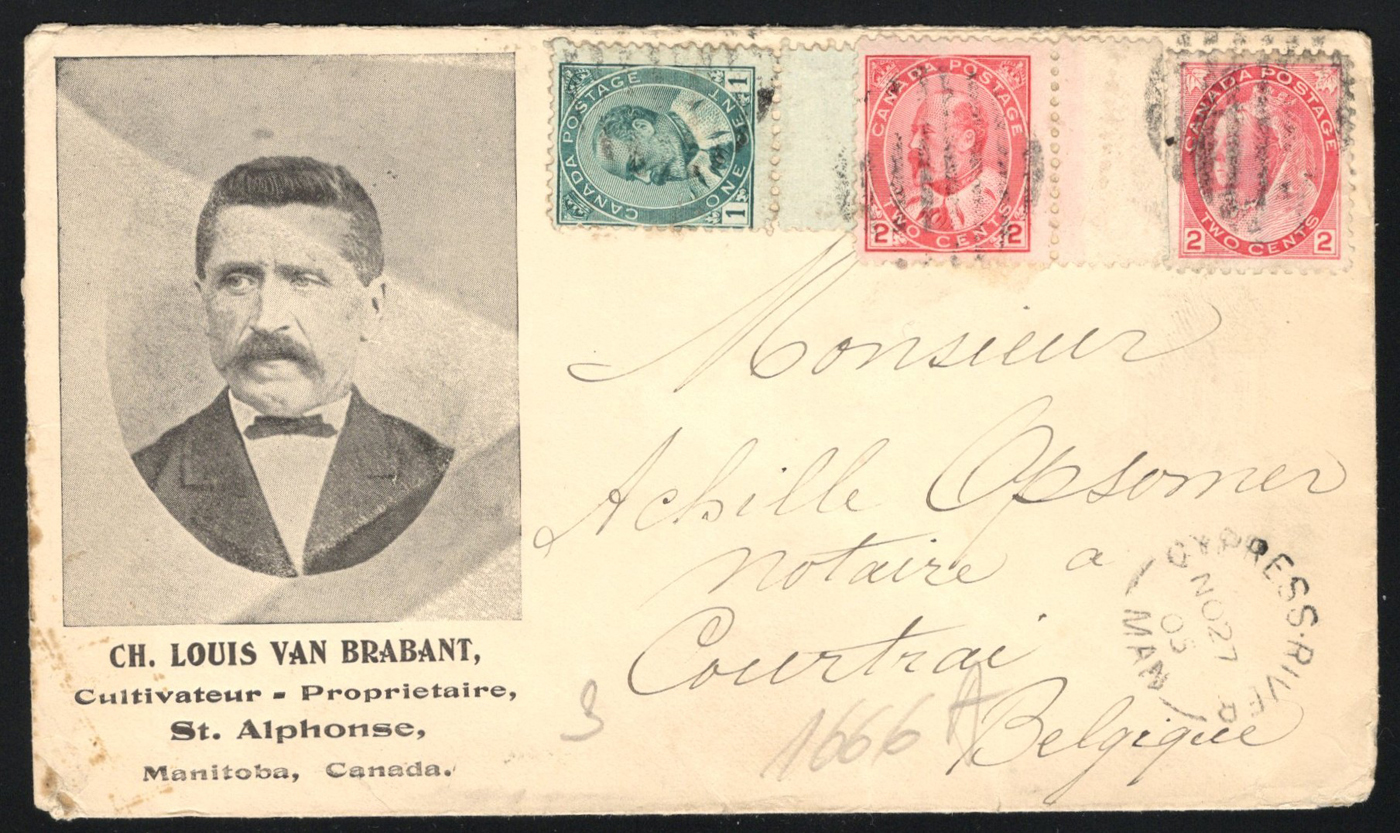 CANADA POSTAGE
ONE CENT
1 1
CANADA POSTAGE
TWO CENTS
2 2
CANADA POSTAGE
TWO CENTS
2 2
Monsieur
Achille Opsomer
notaire a
Courtrai
Belgique
CYPRESS-RIVER
NO 27
05
MAN
CH. LOUIS VAN BRABANT,
Cultivateur - Proprietaire,
St. Alphonse,
Manitoba, Canada.
3
1666 A